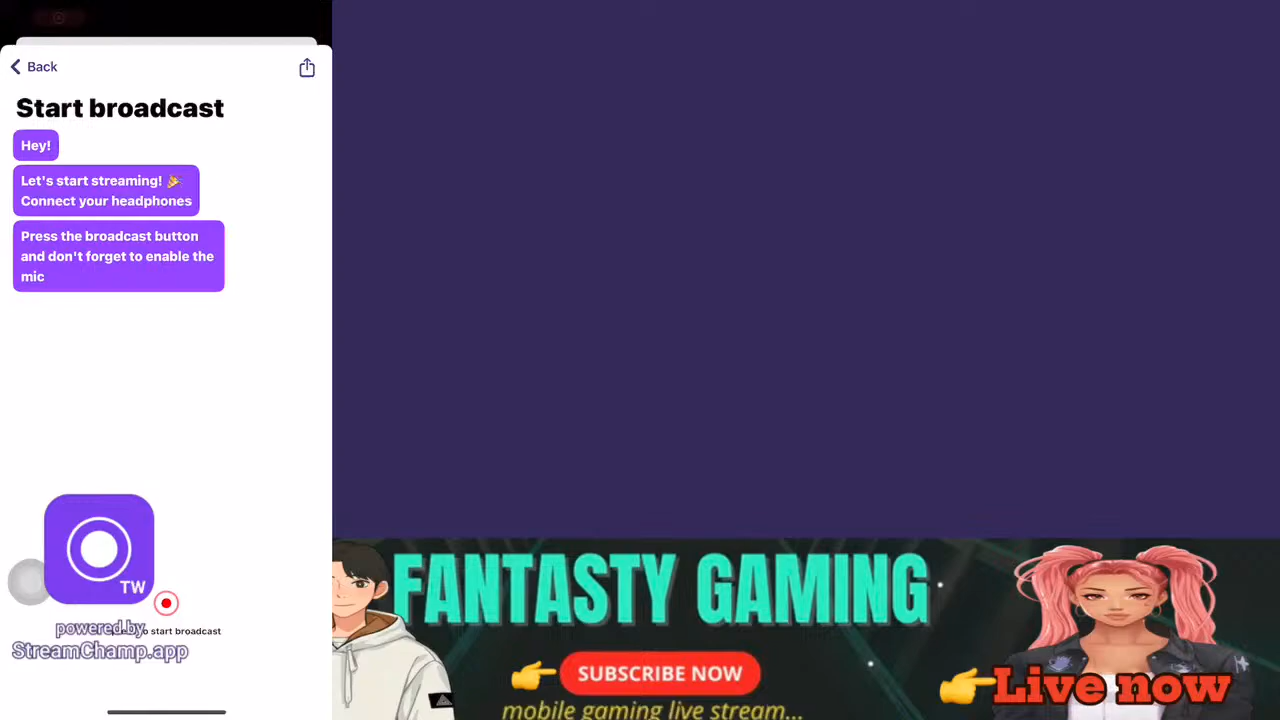 Back
Start broadcast
Hey!
Let's start streaming! 🎉
Connect your headphones
Press the broadcast button
and don't forget to enable the
mic
TW
start broadcast
powered by
StreamChamp.app
FANTASTY GAMING
👉 SUBSCRIBE NOW
mobile gaming live stream...
👉Live now